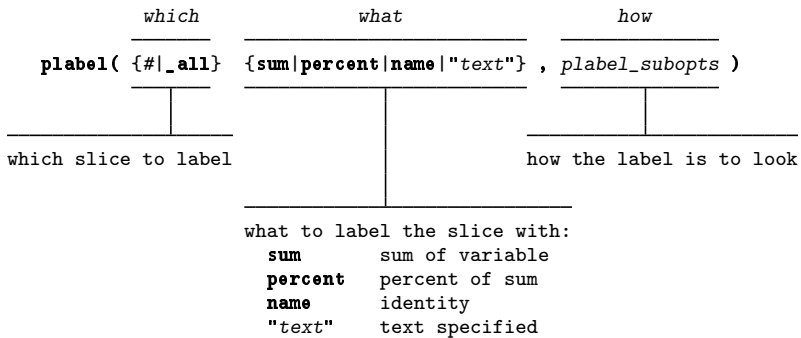 which what how
plabel( {#|_all} {sum|percent|name|"text"} , plabel_subopts )
which slice to label how the label is to look
what to label the slice with:
sum sum of variable
percent percent of sum
name identity
"text" text specified